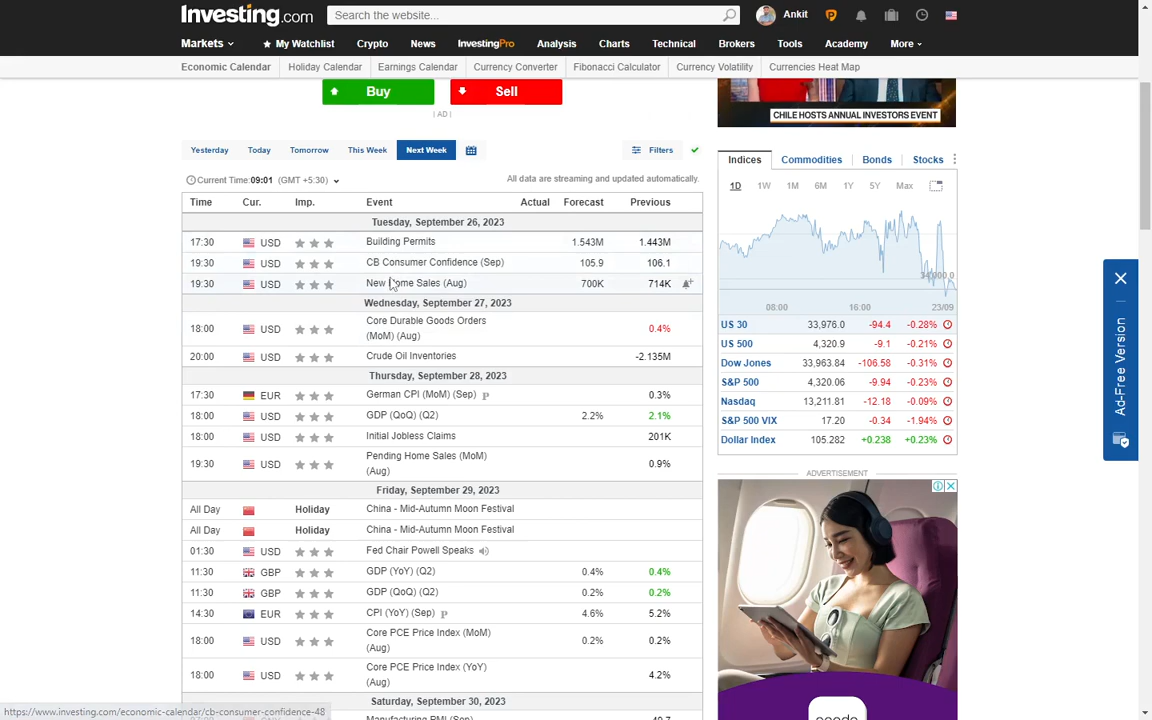 Investing.com
Search the website...
Ankit
Markets
My Watchlist
Crypto
News
InvestingPro
Analysis
Charts
Technical
Brokers
Tools
Academy
More
Economic Calendar
Holiday Calendar
Earnings Calendar
Currency Converter
Fibonacci Calculator
Currency Volatility
Currencies Heat Map
Buy
Sell
| AD |
CHILE HOSTS ANNUAL INVESTORS EVENT
Yesterday
Today
Tomorrow
This Week
Next Week
Filters
Current Time: 09:01 (GMT +5:30)
All data are streaming and updated automatically.
Time Cur. Imp. Event Actual Forecast Previous
Tuesday, September 26, 2023
17:30 USD Building Permits 1.543M 1.443M
19:30 USD CB Consumer Confidence (Sep) 105.9 106.1
19:30 USD New Home Sales (Aug) 700K 714K
Wednesday, September 27, 2023
18:00 USD Core Durable Goods Orders 0.4%
(MoM) (Aug)
20:00 USD Crude Oil Inventories -2.135M
Thursday, September 28, 2023
17:30 EUR German CPI (MoM) (Sep) P 0.3%
18:00 USD GDP (QoQ) (Q2) 2.2% 2.1%
18:00 USD Initial Jobless Claims 201K
19:30 USD Pending Home Sales (MoM) 0.9%
(Aug)
Friday, September 29, 2023
All Day Holiday China - Mid-Autumn Moon Festival
All Day Holiday China - Mid-Autumn Moon Festival
01:30 USD Fed Chair Powell Speaks
11:30 GBP GDP (YoY) (Q2) 0.4% 0.4%
11:30 GBP GDP (QoQ) (Q2) 0.2% 0.2%
14:30 EUR CPI (YoY) (Sep) P 4.6% 5.2%
18:00 USD Core PCE Price Index (MoM) 0.2% 0.2%
(Aug)
18:00 USD Core PCE Price Index (YoY) 4.2%
(Aug)
Saturday, September 30, 2023
Manufacturing PMI (Sep) 49.7
https://www.investing.com/economic-calendar/cb-consumer-confidence-48
Indices
Commodities
Bonds
Stocks
1D 1W 1M 6M 1Y 5Y Max
34000.0
08:00 16:00 23/09
US 30 33,976.0 -94.4 -0.28%
US 500 4,320.9 -9.1 -0.21%
Dow Jones 33,963.84 -106.58 -0.31%
S&P 500 4,320.06 -9.94 -0.23%
Nasdaq 13,211.81 -12.18 -0.09%
S&P 500 VIX 17.20 -0.34 -1.94%
Dollar Index 105.282 +0.238 +0.23%
ADVERTISEMENT
Ad-Free Version